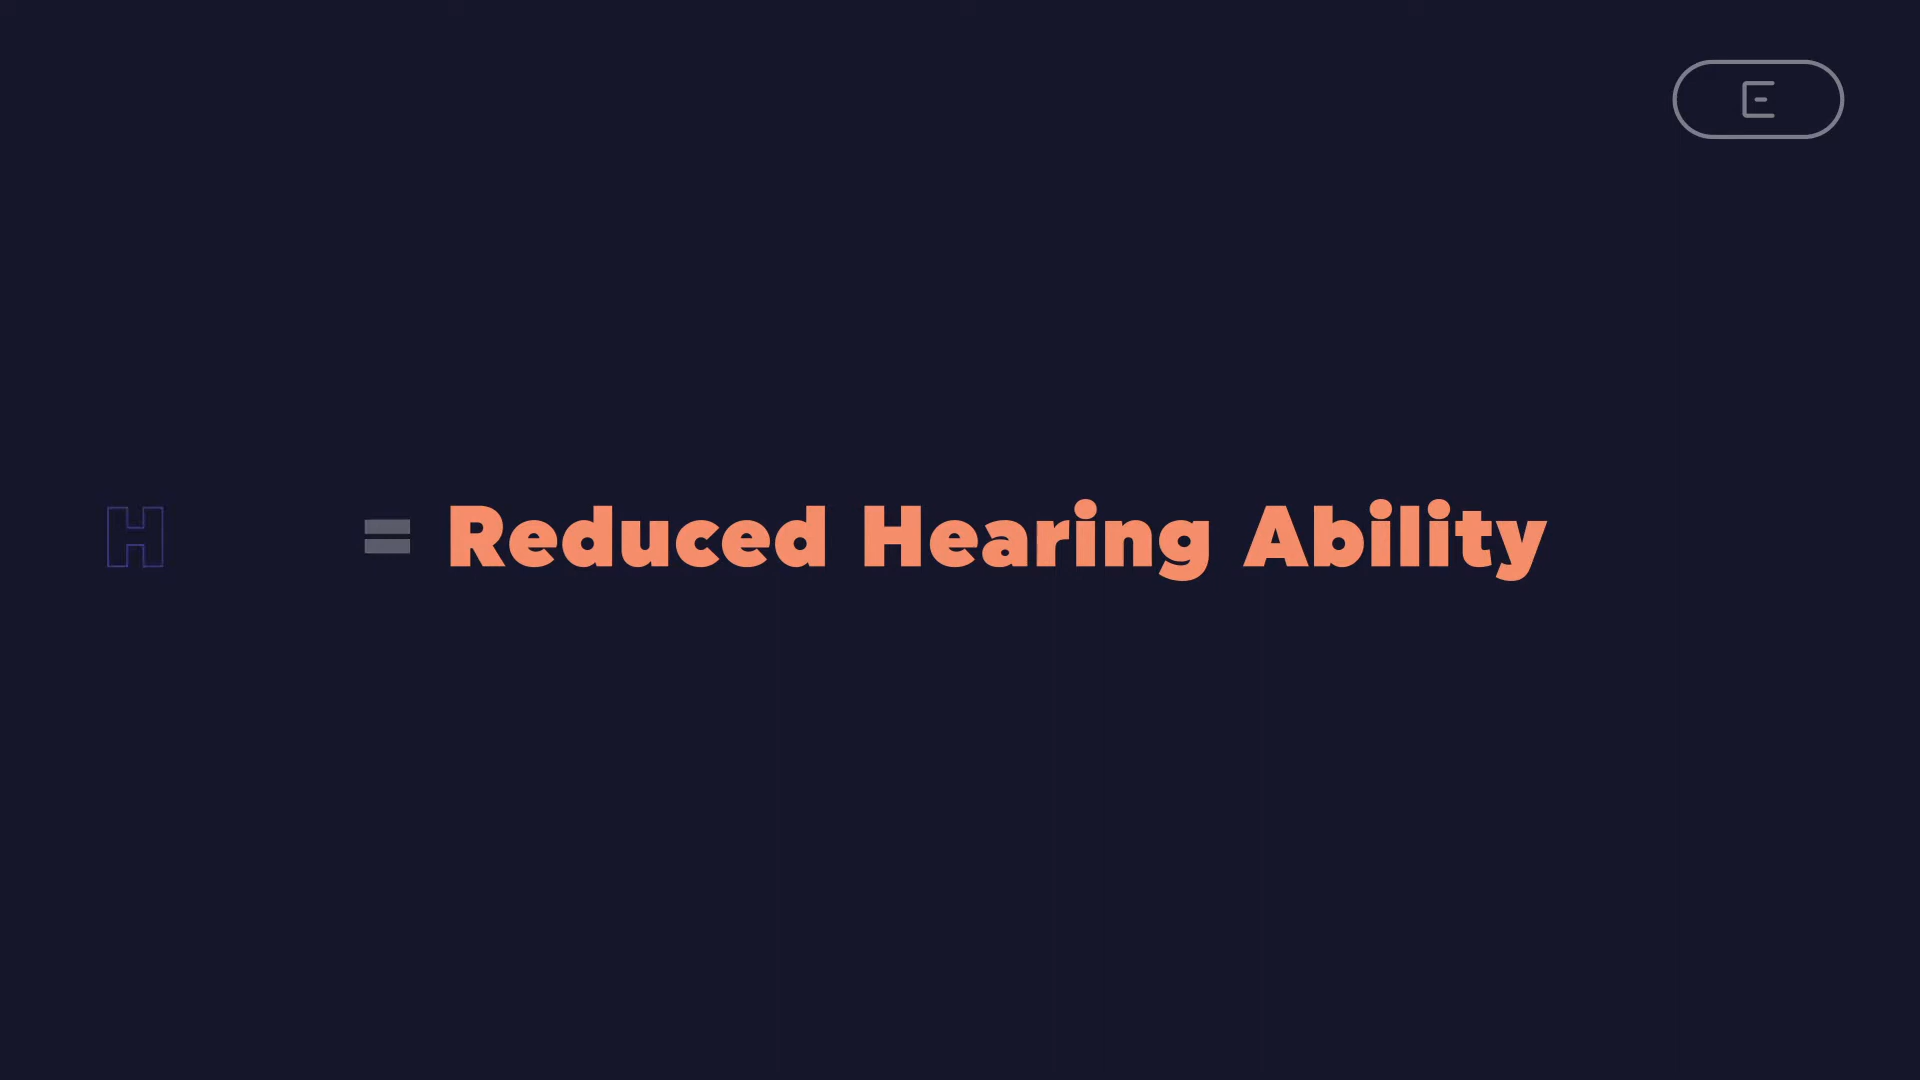 E
H = Reduced Hearing Ability